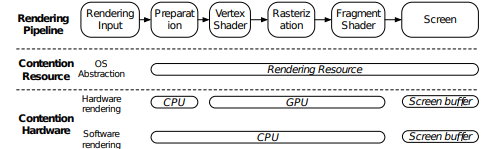 Rendering Pipeline
Rendering Input
Preparat ion
Vertex Shader
Rasteriz ation
Fragment Shader
Screen
Contention Resource
OS Abstraction
Rendering Resource
Contention Hardware
Hardware rendering
CPU
GPU
Screen buffer
Software rendering
CPU
Screen buffer